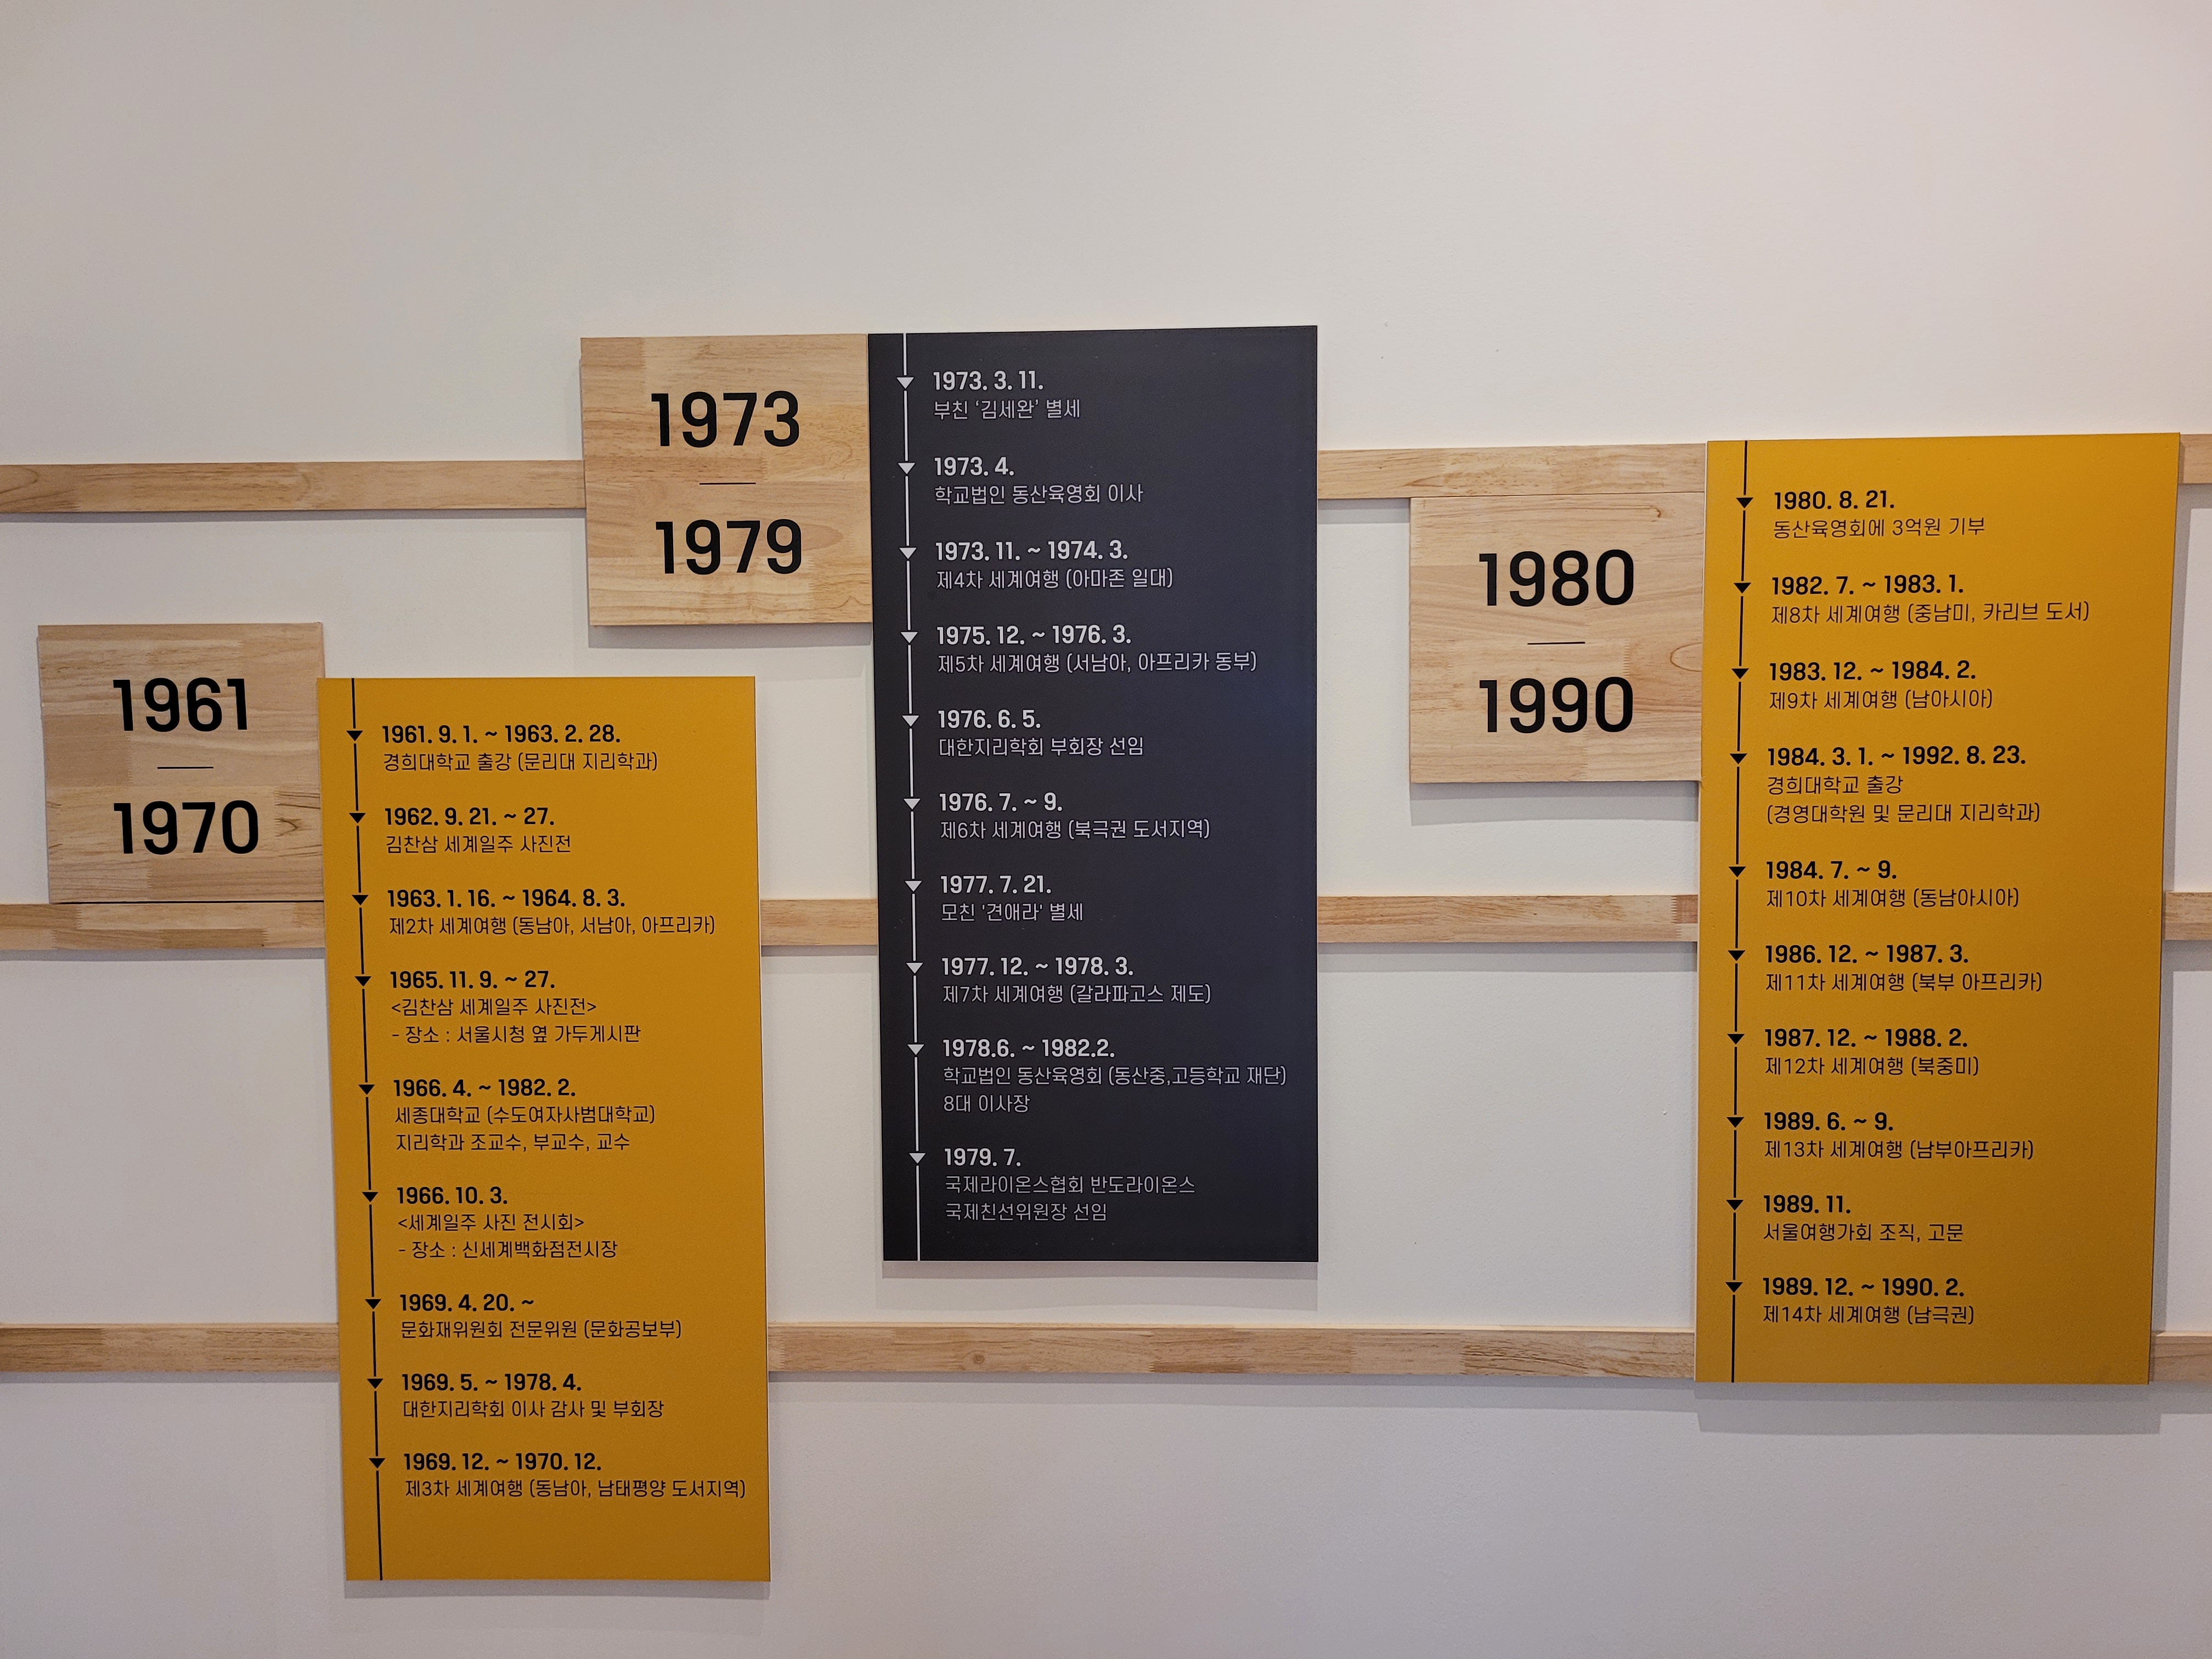 1961
1970
1961. 9. 1. ~ 1963. 2. 28.
경희대학교 출강 (문리대 지리학과)
1962. 9. 21. ~ 27.
김찬삼 세계일주 사진전
1963. 1. 16. ~ 1964. 8. 3.
제2차 세계여행 (동남아, 서남아, 아프리카)
1965. 11. 9. ~ 27.
<김찬삼 세계일주 사진전>
- 장소 : 서울시청 옆 가두게시판
1966. 4. ~ 1982. 2.
세종대학교 (수도여자사범대학교)
지리학과 조교수, 부교수, 교수
1966. 10. 3.
<세계일주 사진 전시회>
- 장소 : 신세계백화점전시장
1969. 4. 20. ~
문화재위원회 전문위원 (문화공보부)
1969. 5. ~ 1978. 4.
대한지리학회 이사 감사 및 부회장
1969. 12. ~ 1970. 12.
제3차 세계여행 (동남아, 남태평양 도서지역)
1973
1979
1973. 3. 11.
부친 ‘김세완’ 별세
1973. 4.
학교법인 동산육영회 이사
1973. 11. ~ 1974. 3.
제4차 세계여행 (아마존 일대)
1975. 12. ~ 1976. 3.
제5차 세계여행 (서남아, 아프리카 동부)
1976. 6. 5.
대한지리학회 부회장 선임
1976. 7. ~ 9.
제6차 세계여행 (북극권 도서지역)
1977. 7. 21.
모친 '견애라' 별세
1977. 12. ~ 1978. 3.
제7차 세계여행 (갈라파고스 제도)
1978.6. ~ 1982.2.
학교법인 동산육영회 (동산중,고등학교 재단)
8대 이사장
1979. 7.
국제라이온스협회 반도라이온스
국제친선위원장 선임
1980
1990
1980. 8. 21.
동산육영회에 3억원 기부
1982. 7. ~ 1983. 1.
제8차 세계여행 (중남미, 카리브 도서)
1983. 12. ~ 1984. 2.
제9차 세계여행 (남아시아)
1984. 3. 1. ~ 1992. 8. 23.
경희대학교 출강
(경영대학원 및 문리대 지리학과)
1984. 7. ~ 9.
제10차 세계여행 (동남아시아)
1986. 12. ~ 1987. 3.
제11차 세계여행 (북부 아프리카)
1987. 12. ~ 1988. 2.
제12차 세계여행 (북중미)
1989. 6. ~ 9.
제13차 세계여행 (남부아프리카)
1989. 11.
서울여행가회 조직, 고문
1989. 12. ~ 1990. 2.
제14차 세계여행 (남극권)